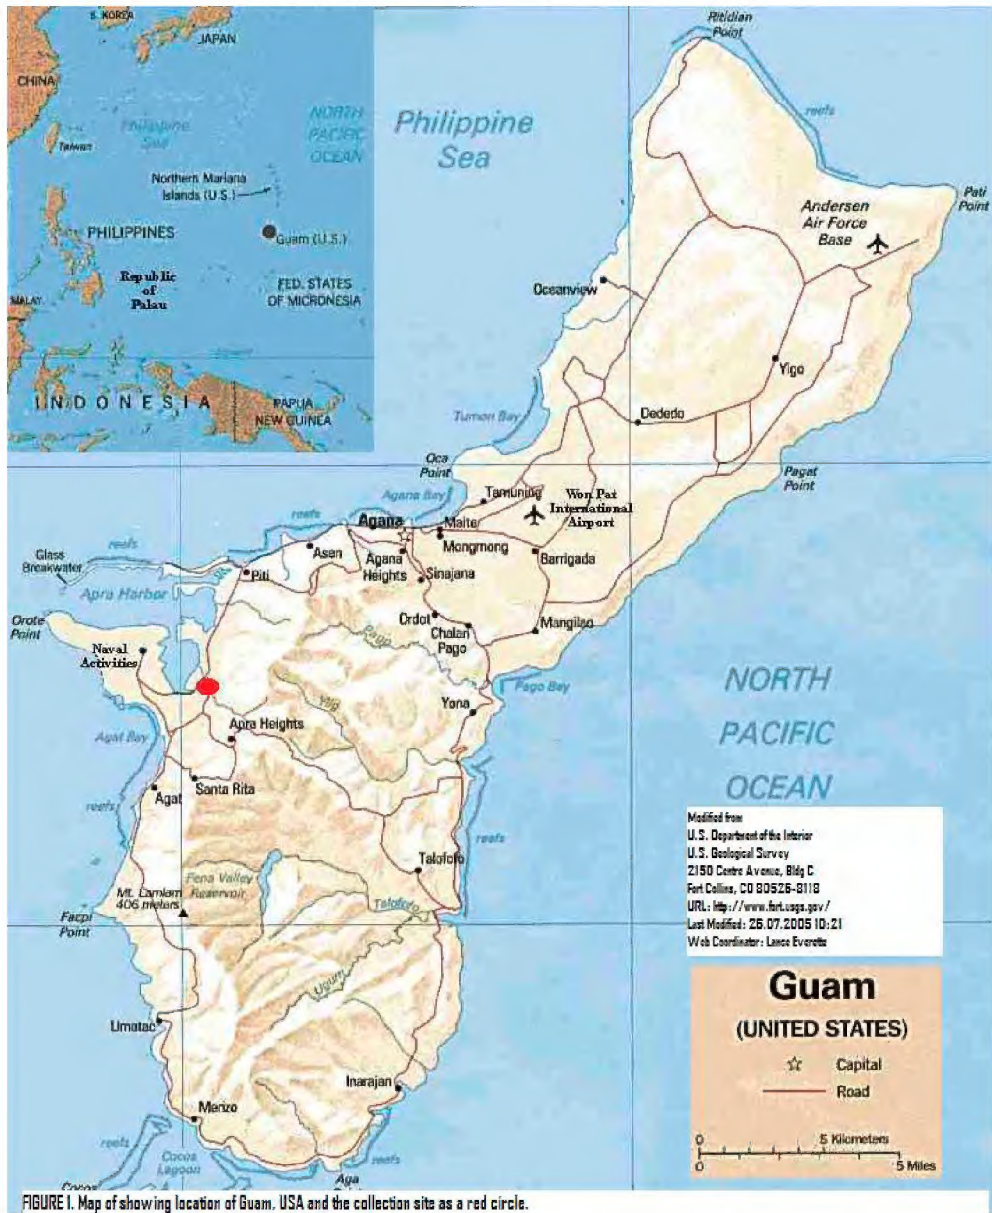 S. KOREA
JAPAN
CHINA
Philippine
Sea
NORTH
PACIFIC
OCEAN
Taiwan
Northern Mariana
Islands (U.S.)
PHILIPPINES
Guam (U.S.)
Republic
of
Palau
FED. STATES
OF MICRONESIA
MALAY.
INDONESIA
PAPUA
NEW GUINEA
Ritidian
Point
reefs
Philippine
Sea
Pati
Point
Andersen
Air Force
Base
Oceanview
Yigo
Tumon Bay
Dededo
Oca
Point
Pagat
Point
Agana Bay
Tamuning
Won Pat
International
Airport
reefs
Agana
Maite
Mongmong
reefs
Asan
Agana
Heights
Barrigada
Glass
Breakwater
Piti
Sinajana
Apra Harbor
Orote
Point
Ordot
Chalan
Pago
Mangilao
Pago
Naval
Activities
Pago Bay
NORTH
PACIFIC
OCEAN
Ylig
Yona
Apra Heights
Agat Bay
Santa Rita
Agat
reefs
reefs
Talofofo
Fena Valley
Reservoir
Mt. Lamlam
406 meters
Talofofo
Facpi
Point
Modified from
U.S. Department of the Interior
U.S. Geological Survey
2150 Centre Avenue, Bldg C
Fort Collins, CO 80526-8118
URL: http://www.fort.usgs.gov/
Last Modified: 26.07.2005 10:21
Web Coordinator: Lance Everette
Ugum
Umatac
Inarajan
Merizo
reefs
Cocos
Lagoon
reefs
Cocos
Aga
Guam
(UNITED STATES)
Capital
Road
0 5 Kilometers
0 5 Miles
FIGURE 1. Map of showing location of Guam, USA and the collection site as a red circle.